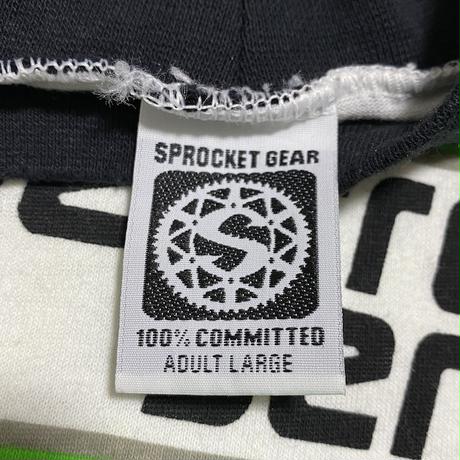 SPROCKET GEAR
S
100% COMMITTED
ADULT LARGE